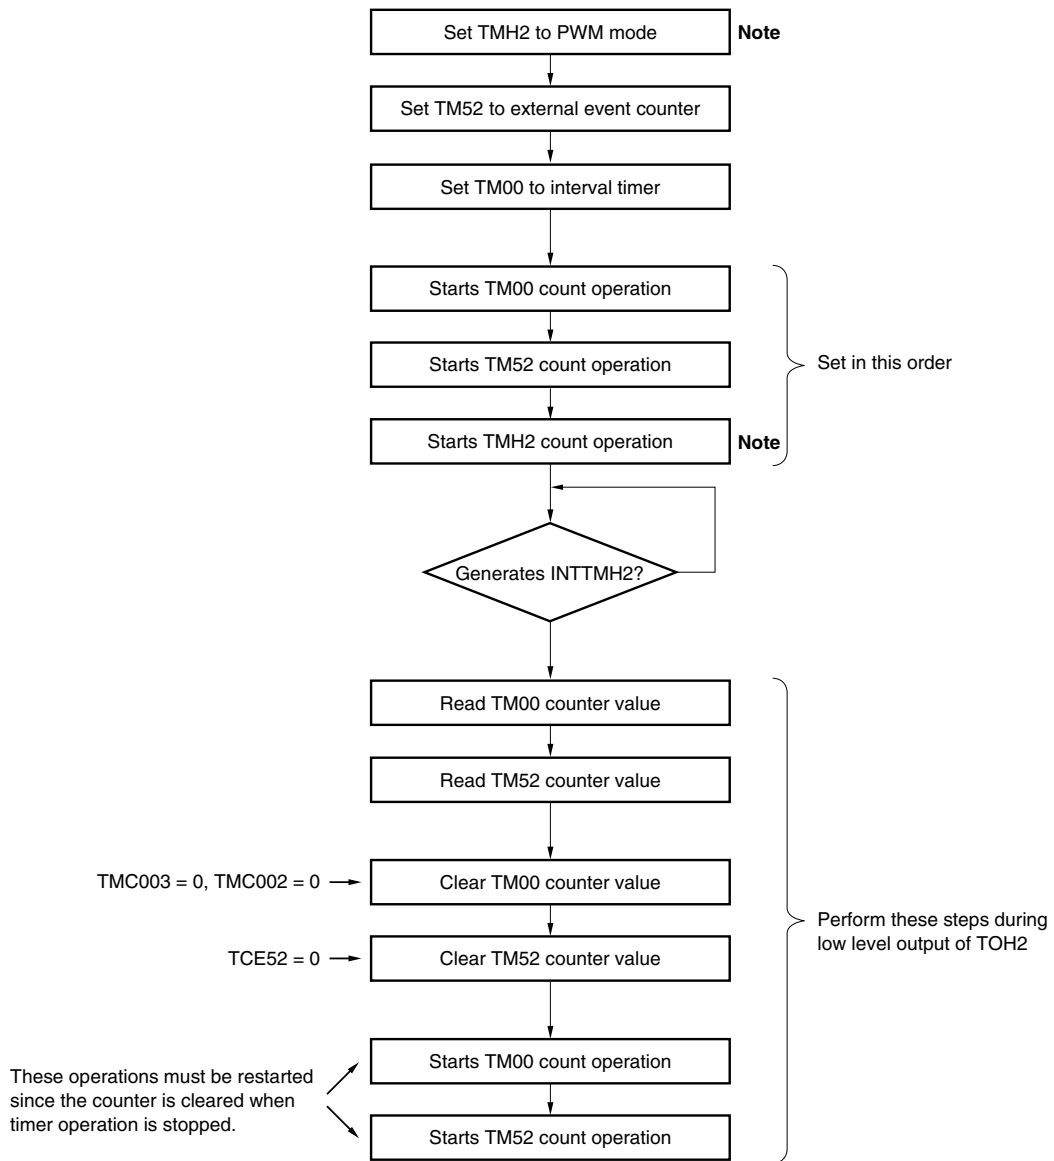 Set TMH2 to PWM mode
Note
Set TM52 to external event counter
Set TM00 to interval timer
Starts TM00 count operation
Starts TM52 count operation
Set in this order
Starts TMH2 count operation
Note
Generates INTTMH2?
Read TM00 counter value
Read TM52 counter value
TMC003 = 0, TMC002 = 0
Clear TM00 counter value
Perform these steps during
low level output of TOH2
TCE52 = 0
Clear TM52 counter value
Starts TM00 count operation
These operations must be restarted
since the counter is cleared when
timer operation is stopped.
Starts TM52 count operation